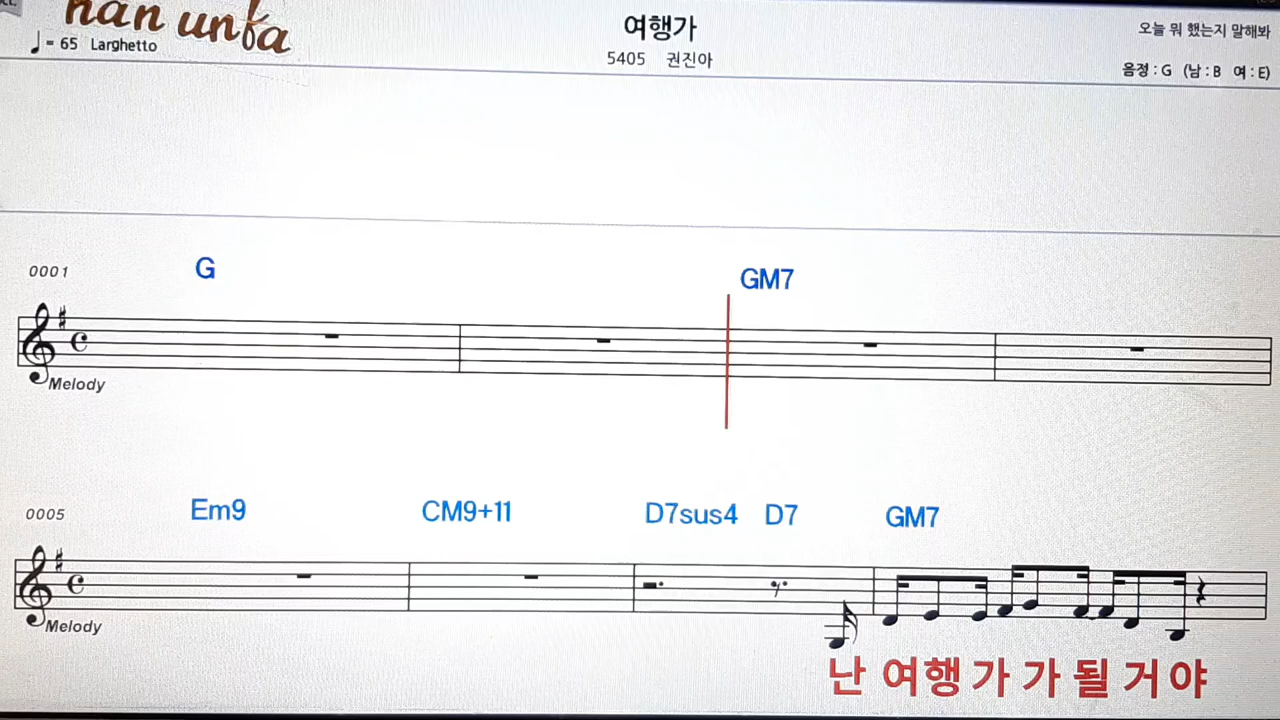 han unfa
여행가
오늘 뭐 했는지 말해봐
♩= 65 Larghetto
5405 권진아
음정 : G (남 : B 여 : E)
0001
G GM7
Melody
0005
Em9 CM9+11 D7sus4 D7 GM7
Melody
난 여행 가 가 될 거 야